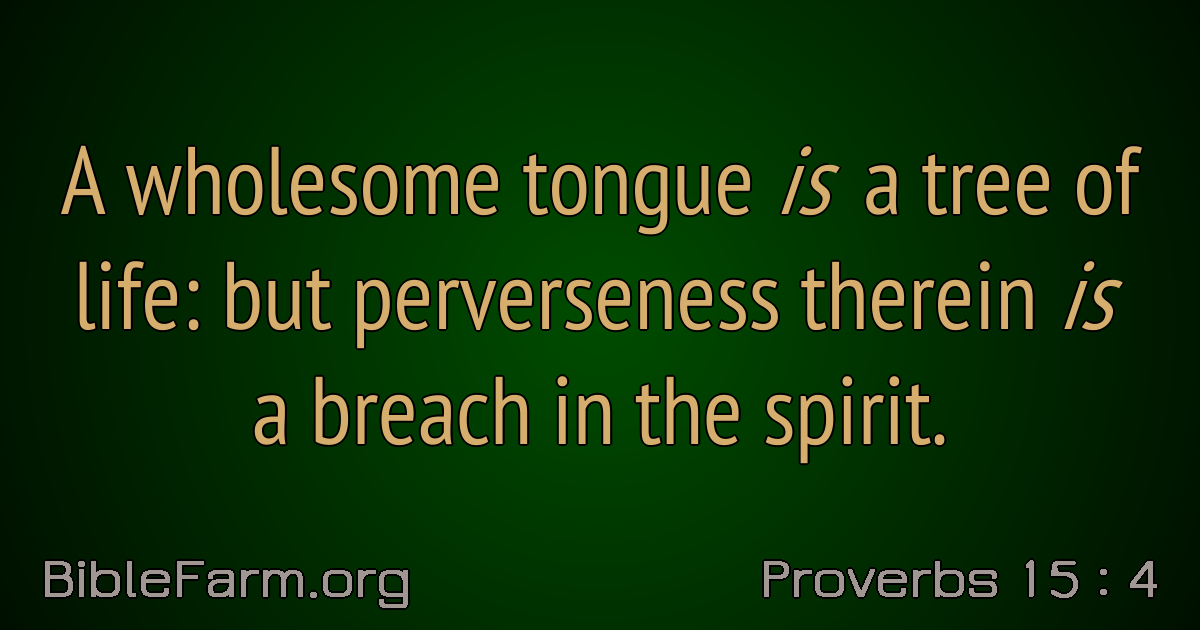 A wholesome tongue is a tree of
life: but perverseness therein is
a breach in the spirit.
BibleFarm.org
Proverbs 15 : 4